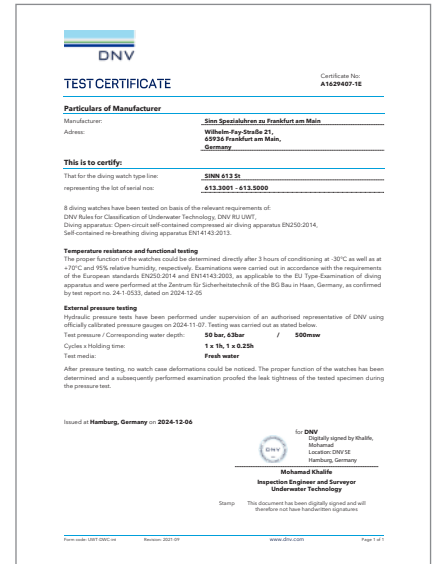 DNV
TEST CERTIFICATE
Certificate No:
A1629407-1E
Particulars of Manufacturer
Manufacturer: Sinn Spezialuhren zu Frankfurt am Main
Adress: Wilhelm-Fay-Straße 21,
65936 Frankfurt am Main,
Germany
This is to certify:
That for the diving watch type line: SINN 613 St
representing the lot of serial nos: 613.3001 - 613.5000
8 diving watches have been tested on basis of the relevant requirements of:
DNV Rules for Classification of Underwater Technology, DNV RU UWT,
Diving apparatus: Open-circuit self-contained compressed air diving apparatus EN250:2014,
Self-contained re-breathing diving apparatus EN14143:2013.
Temperature resistance and functional testing
The proper function of the watches could be determined directly after 3 hours of conditioning at -30°C as well as at
+70°C and 95% relative humidity, respectively. Examinations were carried out in accordance with the requirements
of the European standards EN250:2014 and EN14143:2003, as applicable to the EU Type-Examination of diving
apparatus and were performed at the Zentrum für Sicherheitstechnik of the BG Bau in Haan, Germany, as confirmed
by test report no. 24-1-0533, dated on 2024-12-05
External pressure testing
Hydraulic pressure tests have been performed under supervision of an authorised representative of DNV using
officially calibrated pressure gauges on 2024-11-07. Testing was carried out as stated below.
Test pressure / Corresponding water depth: 50 bar, 63bar / 500msw
Cycles x Holding time: 1 x 1h, 1 x 0.25h
Test media: Fresh water
After pressure testing, no watch case deformations could be noticed. The proper function of the watches has been
determined and a subsequently performed examination proofed the leak tightness of the tested specimen during
the pressure test.
Issued at Hamburg, Germany on 2024-12-06
for DNV
Digitally signed by Khalife,
Mohamad
Location: DNV SE
Hamburg, Germany
Mohamad Khalife
Inspection Engineer and Surveyor
Underwater Technology
Stamp This document has been digitally signed and will
therefore not have handwritten signatures
Revision: 2021-09 www.dnv.com Page 1 of 1